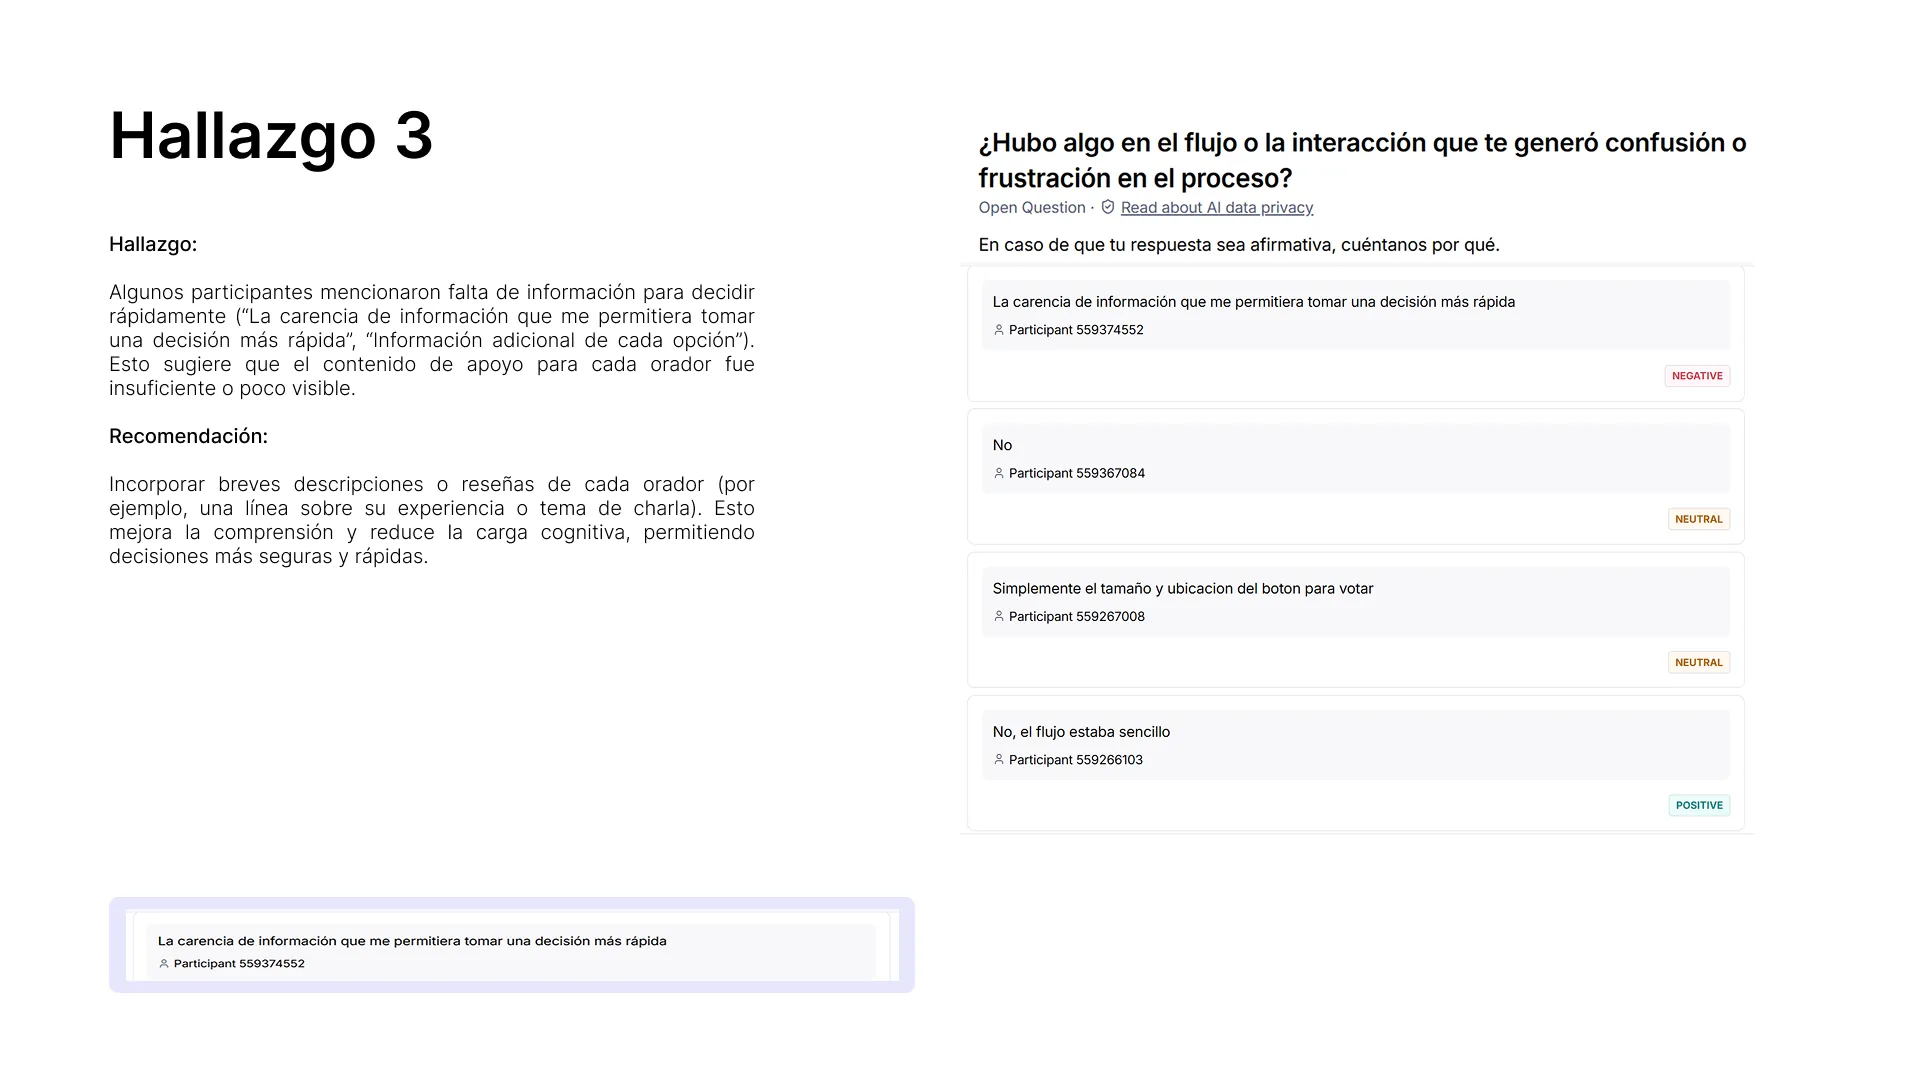 Hallazgo 3
Hallazgo:
Algunos participantes mencionaron falta de información para decidir
rápidamente (“La carencia de información que me permitiera tomar
una decisión más rápida”, “Información adicional de cada opción”).
Esto sugiere que el contenido de apoyo para cada orador fue
insuficiente o poco visible.
Recomendación:
Incorporar breves descripciones o reseñas de cada orador (por
ejemplo, una línea sobre su experiencia o tema de charla). Esto
mejora la comprensión y reduce la carga cognitiva, permitiendo
decisiones más seguras y rápidas.
La carencia de información que me permitiera tomar una decisión más rápida
Participant 559374552
¿Hubo algo en el flujo o la interacción que te generó confusión o
frustración en el proceso?
Open Question · Read about AI data privacy
En caso de que tu respuesta sea afirmativa, cuéntanos por qué.
La carencia de información que me permitiera tomar una decisión más rápida
Participant 559374552
NEGATIVE
No
Participant 559367084
NEUTRAL
Simplemente el tamaño y ubicacion del boton para votar
Participant 559267008
NEUTRAL
No, el flujo estaba sencillo
Participant 559266103
POSITIVE